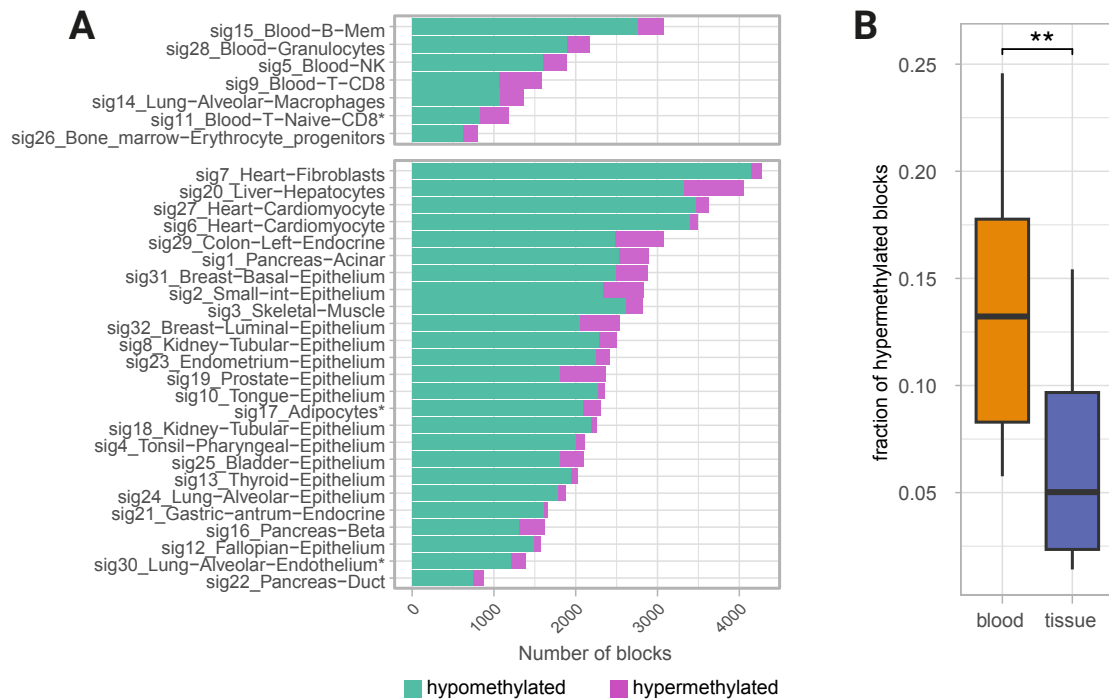 A
sig15_Blood−B−Mem
sig28_Blood−Granulocytes
sig5_Blood−NK
sig9_Blood−T−CD8
sig14_Lung−Alveolar−Macrophages
sig11_Blood−T−Naive−CD8*
sig26_Bone_marrow−Erythrocyte_progenitors
sig7_Heart−Fibroblasts
sig20_Liver−Hepatocytes
sig27_Heart−Cardiomyocyte
sig6_Heart−Cardiomyocyte
sig29_Colon−Left−Endocrine
sig1_Pancreas−Acinar
sig31_Breast−Basal−Epithelium
sig2_Small−int−Epithelium
sig3_Skeletal−Muscle
sig32_Breast−Luminal−Epithelium
sig8_Kidney−Tubular−Epithelium
sig23_Endometrium−Epithelium
sig19_Prostate−Epithelium
sig10_Tongue−Epithelium
sig17_Adipocytes*
sig18_Kidney−Tubular−Epithelium
sig4_Tonsil−Pharyngeal−Epithelium
sig25_Bladder−Epithelium
sig13_Thyroid−Epithelium
sig24_Lung−Alveolar−Epithelium
sig21_Gastric−antrum−Endocrine
sig16_Pancreas−Beta
sig12_Fallopian−Epithelium
sig30_Lung−Alveolar−Endothelium*
sig22_Pancreas−Duct
0 1000 2000 3000 4000
Number of blocks
hypomethylated hypermethylated
B
**
fraction of hypermethylated blocks
0.25
0.20
0.15
0.10
0.05
blood tissue